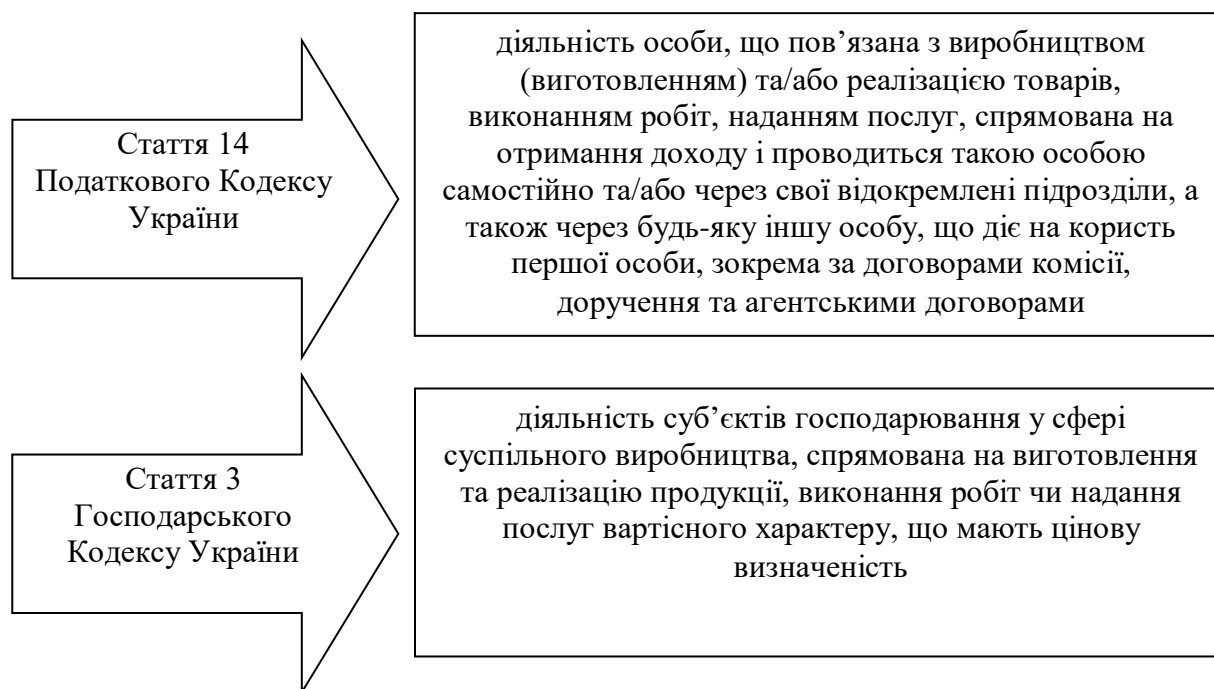 Стаття 14
Податкового Кодексу
України
діяльність особи, що пов’язана з виробництвом
(виготовленням) та/або реалізацією товарів,
виконанням робіт, наданням послуг, спрямована на
отримання доходу і проводиться такою особою
самостійно та/або через свої відокремлені підрозділи, а
також через будь-яку іншу особу, що діє на користь
першої особи, зокрема за договорами комісії,
доручення та агентськими договорами
Стаття 3
Господарського
Кодексу України
діяльність суб’єктів господарювання у сфері
суспільного виробництва, спрямована на виготовлення
та реалізацію продукції, виконання робіт чи надання
послуг вартісного характеру, що мають цінову
визначеність